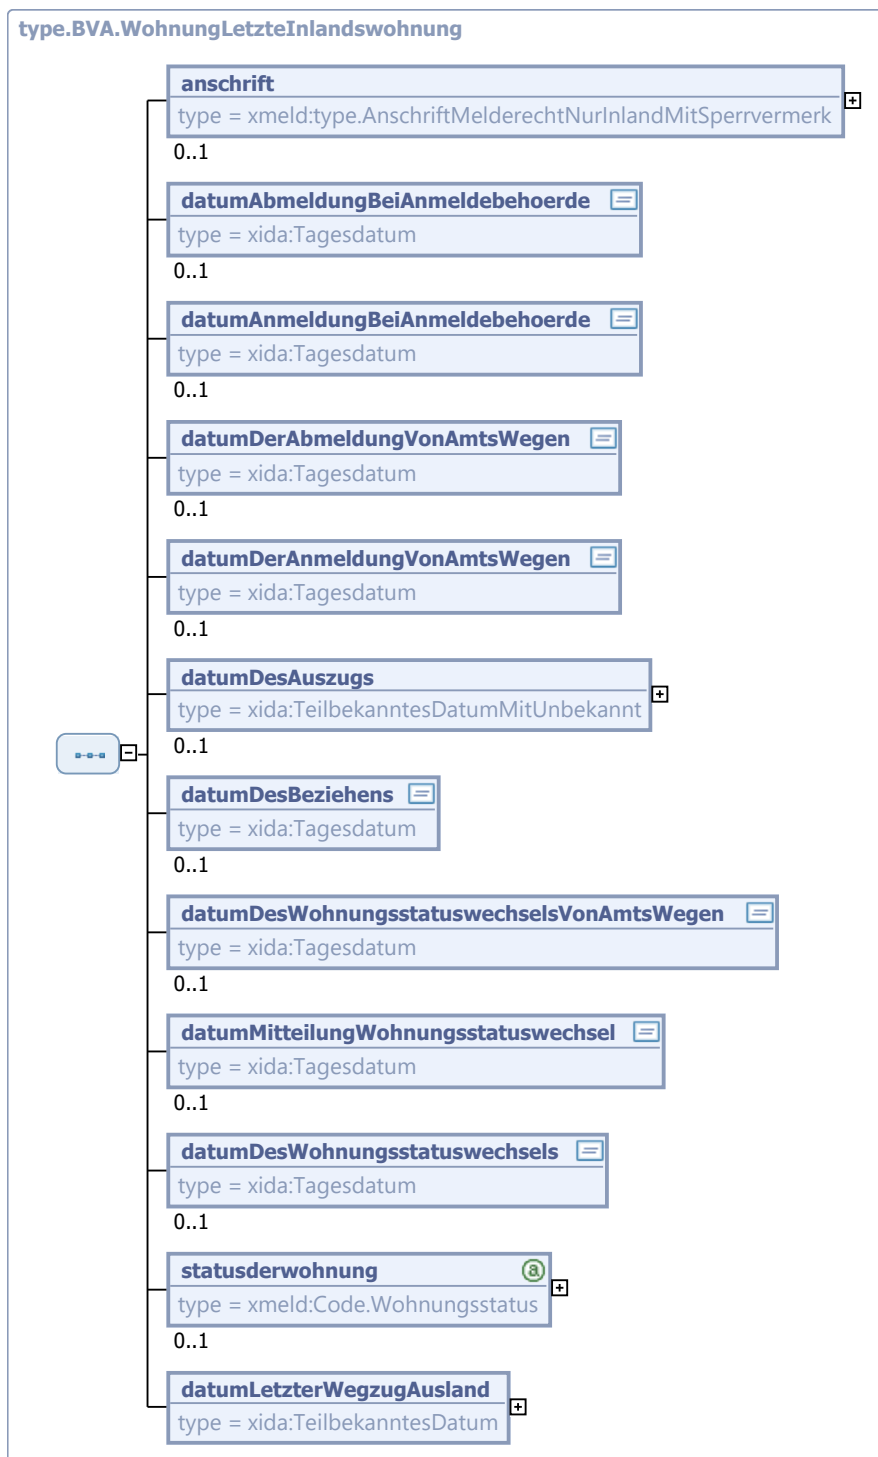 type.BVA.WohnungLetzteInlandswohnung
anschrift
type = xmeld:type.AnschriftMelderechtNurInlandMitSperrvermerk
0..1
datumAbmeldungBeiAnmeldebehoerde
type = xida:Tagesdatum
0..1
datumAnmeldungBeiAnmeldebehoerde
type = xida:Tagesdatum
0..1
datumDerAbmeldungVonAmtsWegen
type = xida:Tagesdatum
0..1
datumDerAnmeldungVonAmtsWegen
type = xida:Tagesdatum
0..1
datumDesAuszugs
type = xida:TeilbekanntesDatumMitUnbekannt
0..1
datumDesBeziehens
type = xida:Tagesdatum
0..1
datumDesWohnungsstatuswechselsVonAmtsWegen
type = xida:Tagesdatum
0..1
datumMitteilungWohnungsstatuswechsel
type = xida:Tagesdatum
0..1
datumDesWohnungsstatuswechsels
type = xida:Tagesdatum
0..1
statusderwohnung a
type = xmeld:Code.Wohnungsstatus
0..1
datumLetzterWegzugAusland
type = xida:TeilbekanntesDatum